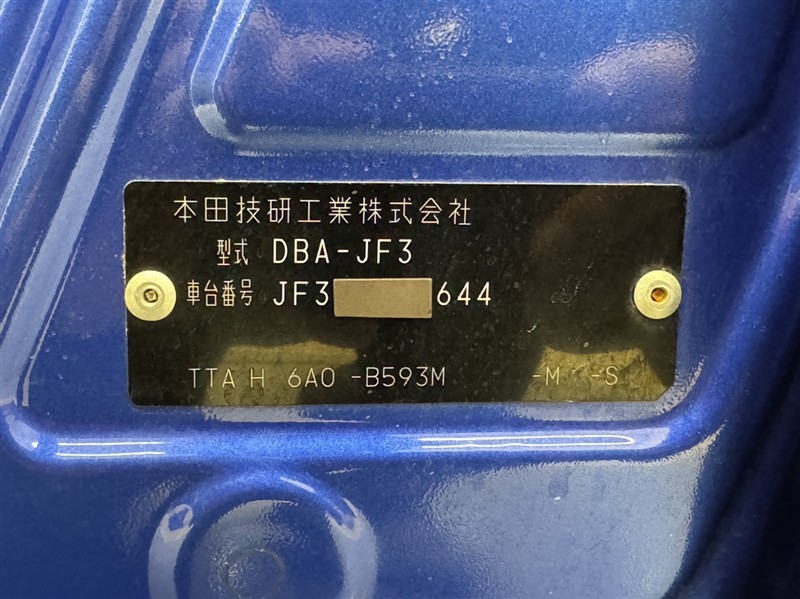 本田技研工業株式会社
型式 DBA-JF3
車台番号 JF3 644
TTA H 6A0 -B593M -M -S